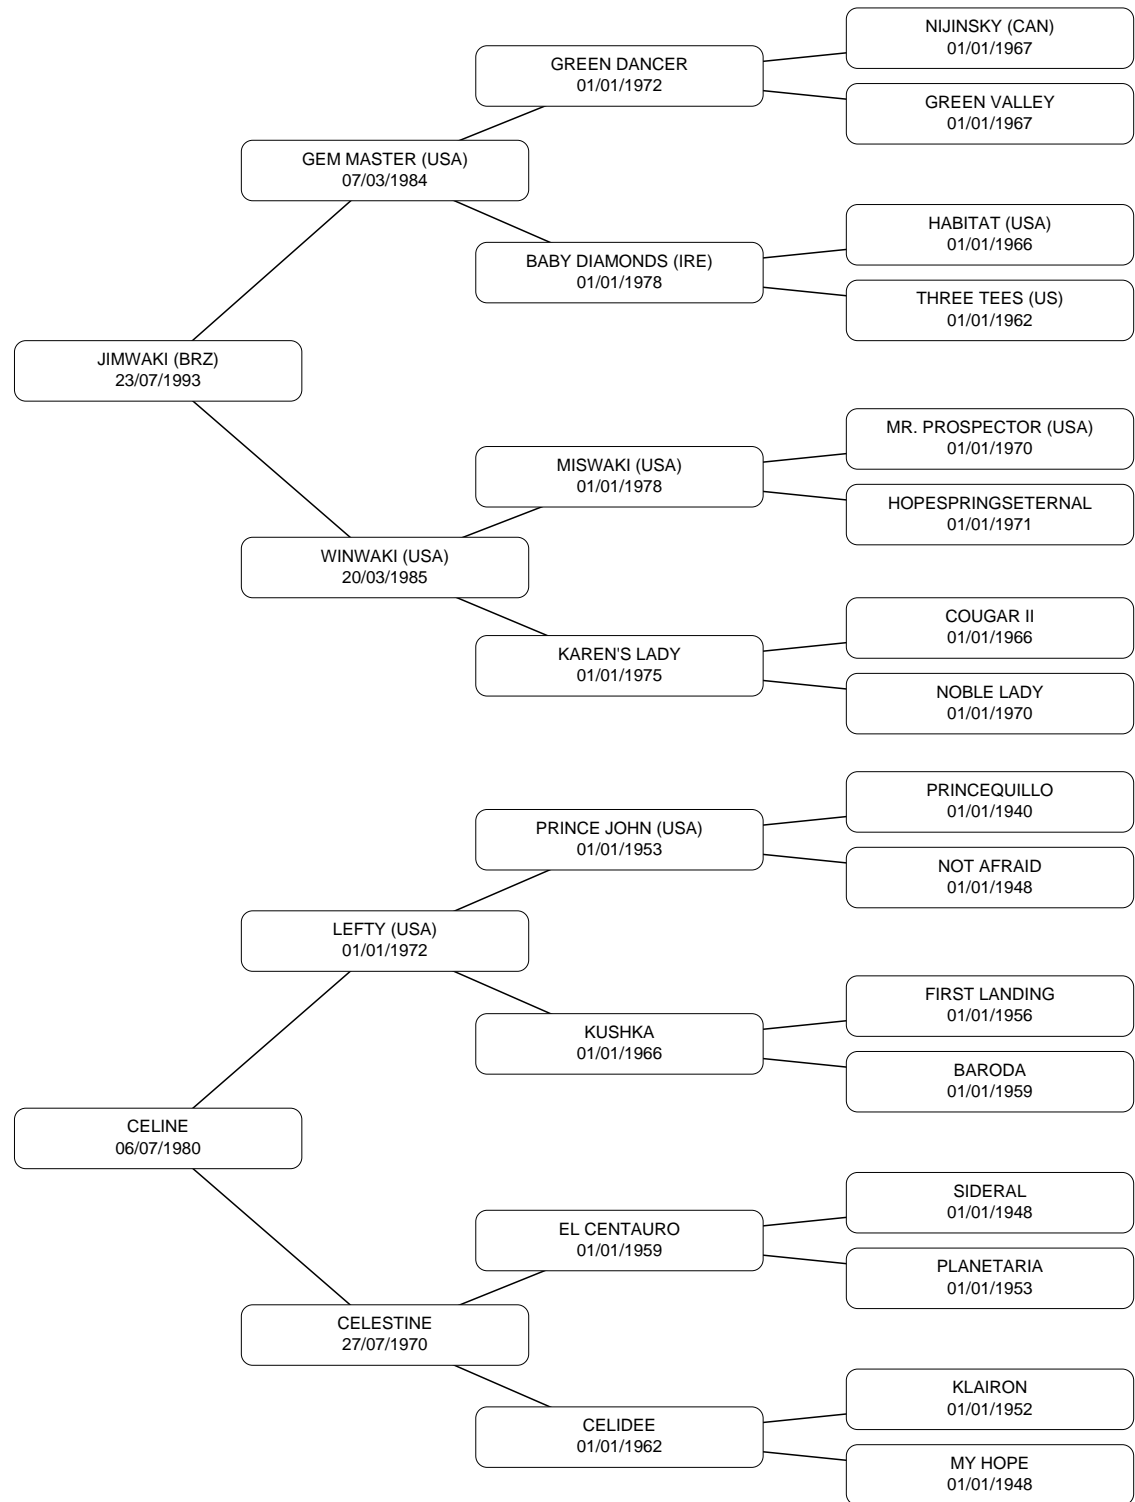 NIJINSKY (CAN)
01/01/1967
GREEN DANCER
01/01/1972
GREEN VALLEY
01/01/1967
GEM MASTER (USA)
07/03/1984
HABITAT (USA)
01/01/1966
BABY DIAMONDS (IRE)
01/01/1978
THREE TEES (US)
01/01/1962
JIMWAKI (BRZ)
23/07/1993
MR. PROSPECTOR (USA)
01/01/1970
MISWAKI (USA)
01/01/1978
HOPESPRINGSETERNAL
01/01/1971
WINWAKI (USA)
20/03/1985
COUGAR II
01/01/1966
KAREN'S LADY
01/01/1975
NOBLE LADY
01/01/1970
PRINCEQUILLO
01/01/1940
PRINCE JOHN (USA)
01/01/1953
NOT AFRAID
01/01/1948
LEFTY (USA)
01/01/1972
FIRST LANDING
01/01/1956
KUSHKA
01/01/1966
BARODA
01/01/1959
CELINE
06/07/1980
SIDERAL
01/01/1948
EL CENTAURO
01/01/1959
PLANETARIA
01/01/1953
CELESTINE
27/07/1970
KLAIRON
01/01/1952
CELIDEE
01/01/1962
MY HOPE
01/01/1948